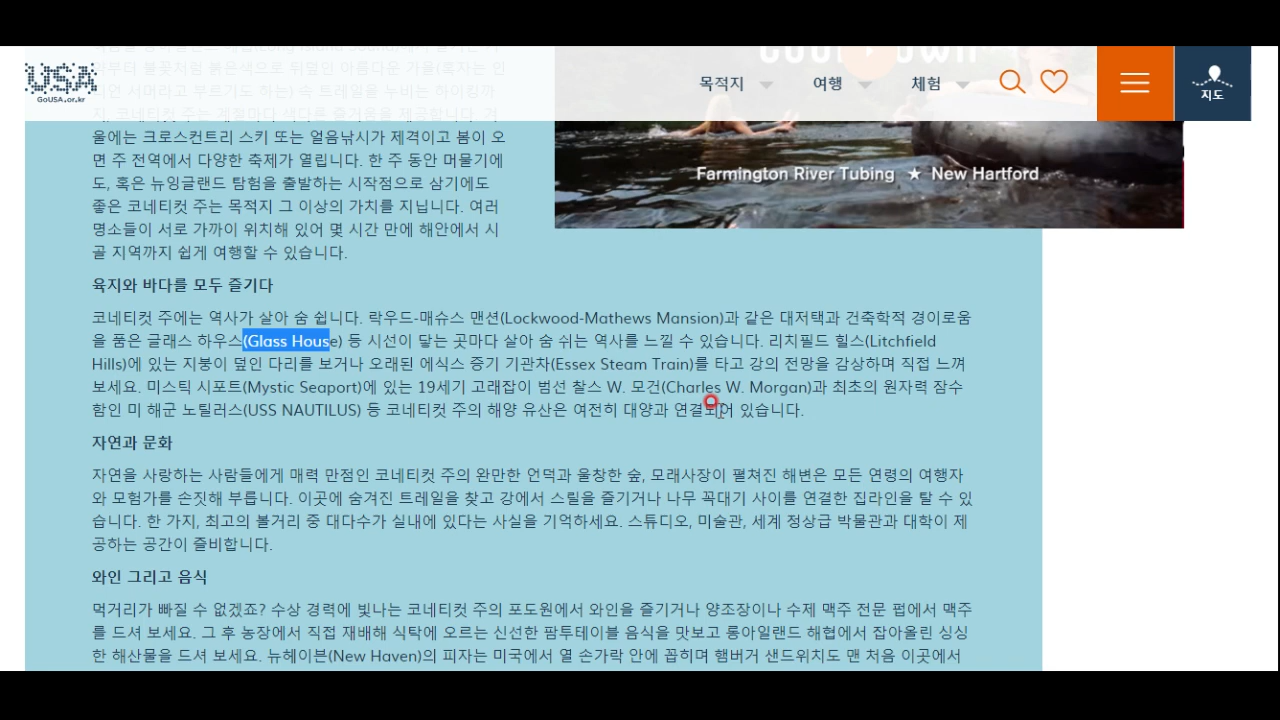 USA
GoUSA.or.kr
목적지
여행
체험
지도
울에는 크로스컨트리 스키 또는 얼음낚시가 제격이고 봄이 오
면 주 전역에서 다양한 축제가 열립니다. 한 주 동안 머물기에
도, 혹은 뉴잉글랜드 탐험을 출발하는 시작점으로 삼기에도
좋은 코네티컷 주는 목적지 그 이상의 가치를 지닙니다. 여러
명소들이 서로 가까이 위치해 있어 몇 시간 만에 해안에서 시
골 지역까지 쉽게 여행할 수 있습니다.
Farmington River Tubing ★ New Hartford
육지와 바다를 모두 즐기다
코네티컷 주에는 역사가 살아 숨 쉽니다. 락우드-매슈스 맨션(Lockwood-Mathews Mansion)과 같은 대저택과 건축학적 경이로움
을 품은 글래스 하우스(Glass House) 등 시선이 닿는 곳마다 살아 숨 쉬는 역사를 느낄 수 있습니다. 리치필드 힐스(Litchfield
Hills)에 있는 지붕이 덮인 다리를 보거나 오래된 에식스 증기 기관차(Essex Steam Train)를 타고 강의 전망을 감상하며 직접 느껴
보세요. 미스틱 시포트(Mystic Seaport)에 있는 19세기 고래잡이 범선 찰스 W. 모건(Charles W. Morgan)과 최초의 원자력 잠수
함인 미 해군 노틸러스(USS NAUTILUS) 등 코네티컷 주의 해양 유산은 여전히 대양과 연결되어 있습니다.
자연과 문화
자연을 사랑하는 사람들에게 매력 만점인 코네티컷 주의 완만한 언덕과 울창한 숲, 모래사장이 펼쳐진 해변은 모든 연령의 여행자
와 모험가를 손짓해 부릅니다. 이곳에 숨겨진 트레일을 찾고 강에서 스릴을 즐기거나 나무 꼭대기 사이를 연결한 집라인을 탈 수 있
습니다. 한 가지, 최고의 볼거리 중 대다수가 실내에 있다는 사실을 기억하세요. 스튜디오, 미술관, 세계 정상급 박물관과 대학이 제
공하는 공간이 즐비합니다.
와인 그리고 음식
먹거리가 빠질 수 없겠죠? 수상 경력에 빛나는 코네티컷 주의 포도원에서 와인을 즐기거나 양조장이나 수제 맥주 전문 펍에서 맥주
를 드셔 보세요. 그 후 농장에서 직접 재배해 식탁에 오르는 신선한 팜투테이블 음식을 맛보고 롱아일랜드 해협에서 잡아올린 싱싱
한 해산물을 드셔 보세요. 뉴헤이븐(New Haven)의 피자는 미국에서 열 손가락 안에 꼽히며 햄버거 샌드위치도 맨 처음 이곳에서